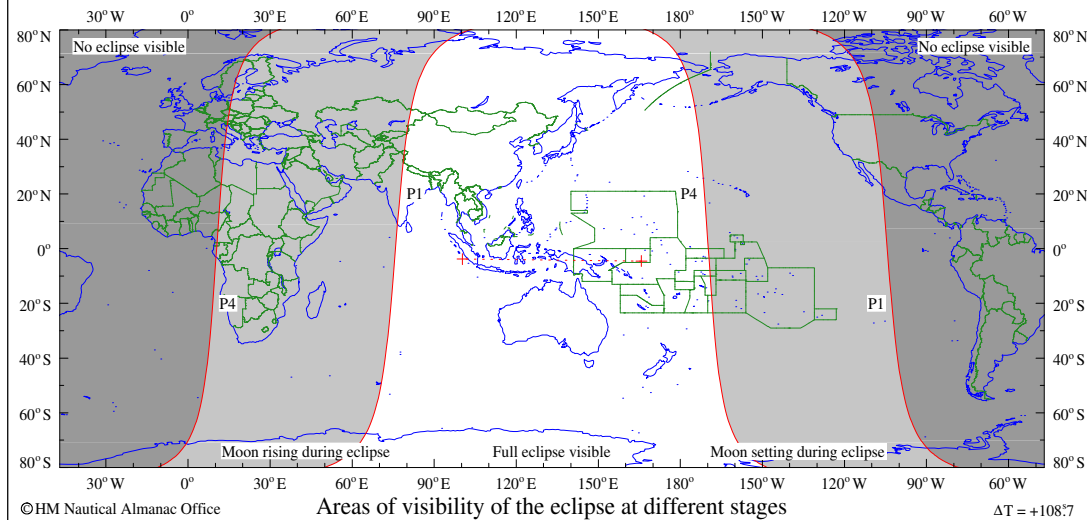 30° W 0° 30° E 60° E 90° E 120° E 150° E 180° 150° W 120° W 90° W 60° W
80° N No eclipse visible No eclipse visible 80° N
60° N 60° N
40° N 40° N
20° N P1 P4 20° N
0° 0°
20° S P4 P1 20° S
40° S 40° S
60° S 60° S
Moon rising during eclipse Full eclipse visible Moon setting during eclipse
80° S 80° S
30° W 0° 30° E 60° E 90° E 120° E 150° E 180° 150° W 120° W 90° W 60° W
©HM Nautical Almanac Office Areas of visibility of the eclipse at different stages ΔT = +108.ˢ7